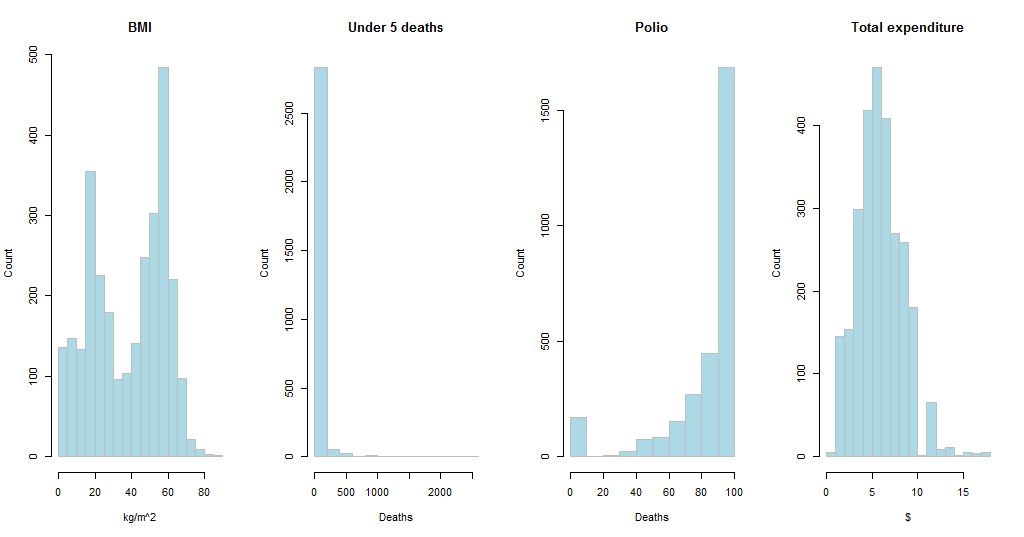 BMI
Count
0
100
200
300
400
500
0 20 40 60 80
kg/m^2
Under 5 deaths
Count
0
500
1000
1500
2000
2500
0 500 1000 2000
Deaths
Polio
Count
0
500
1000
1500
0 20 40 60 80 100
Deaths
Total expenditure
Count
0
100
200
300
400
0 5 10 15
$